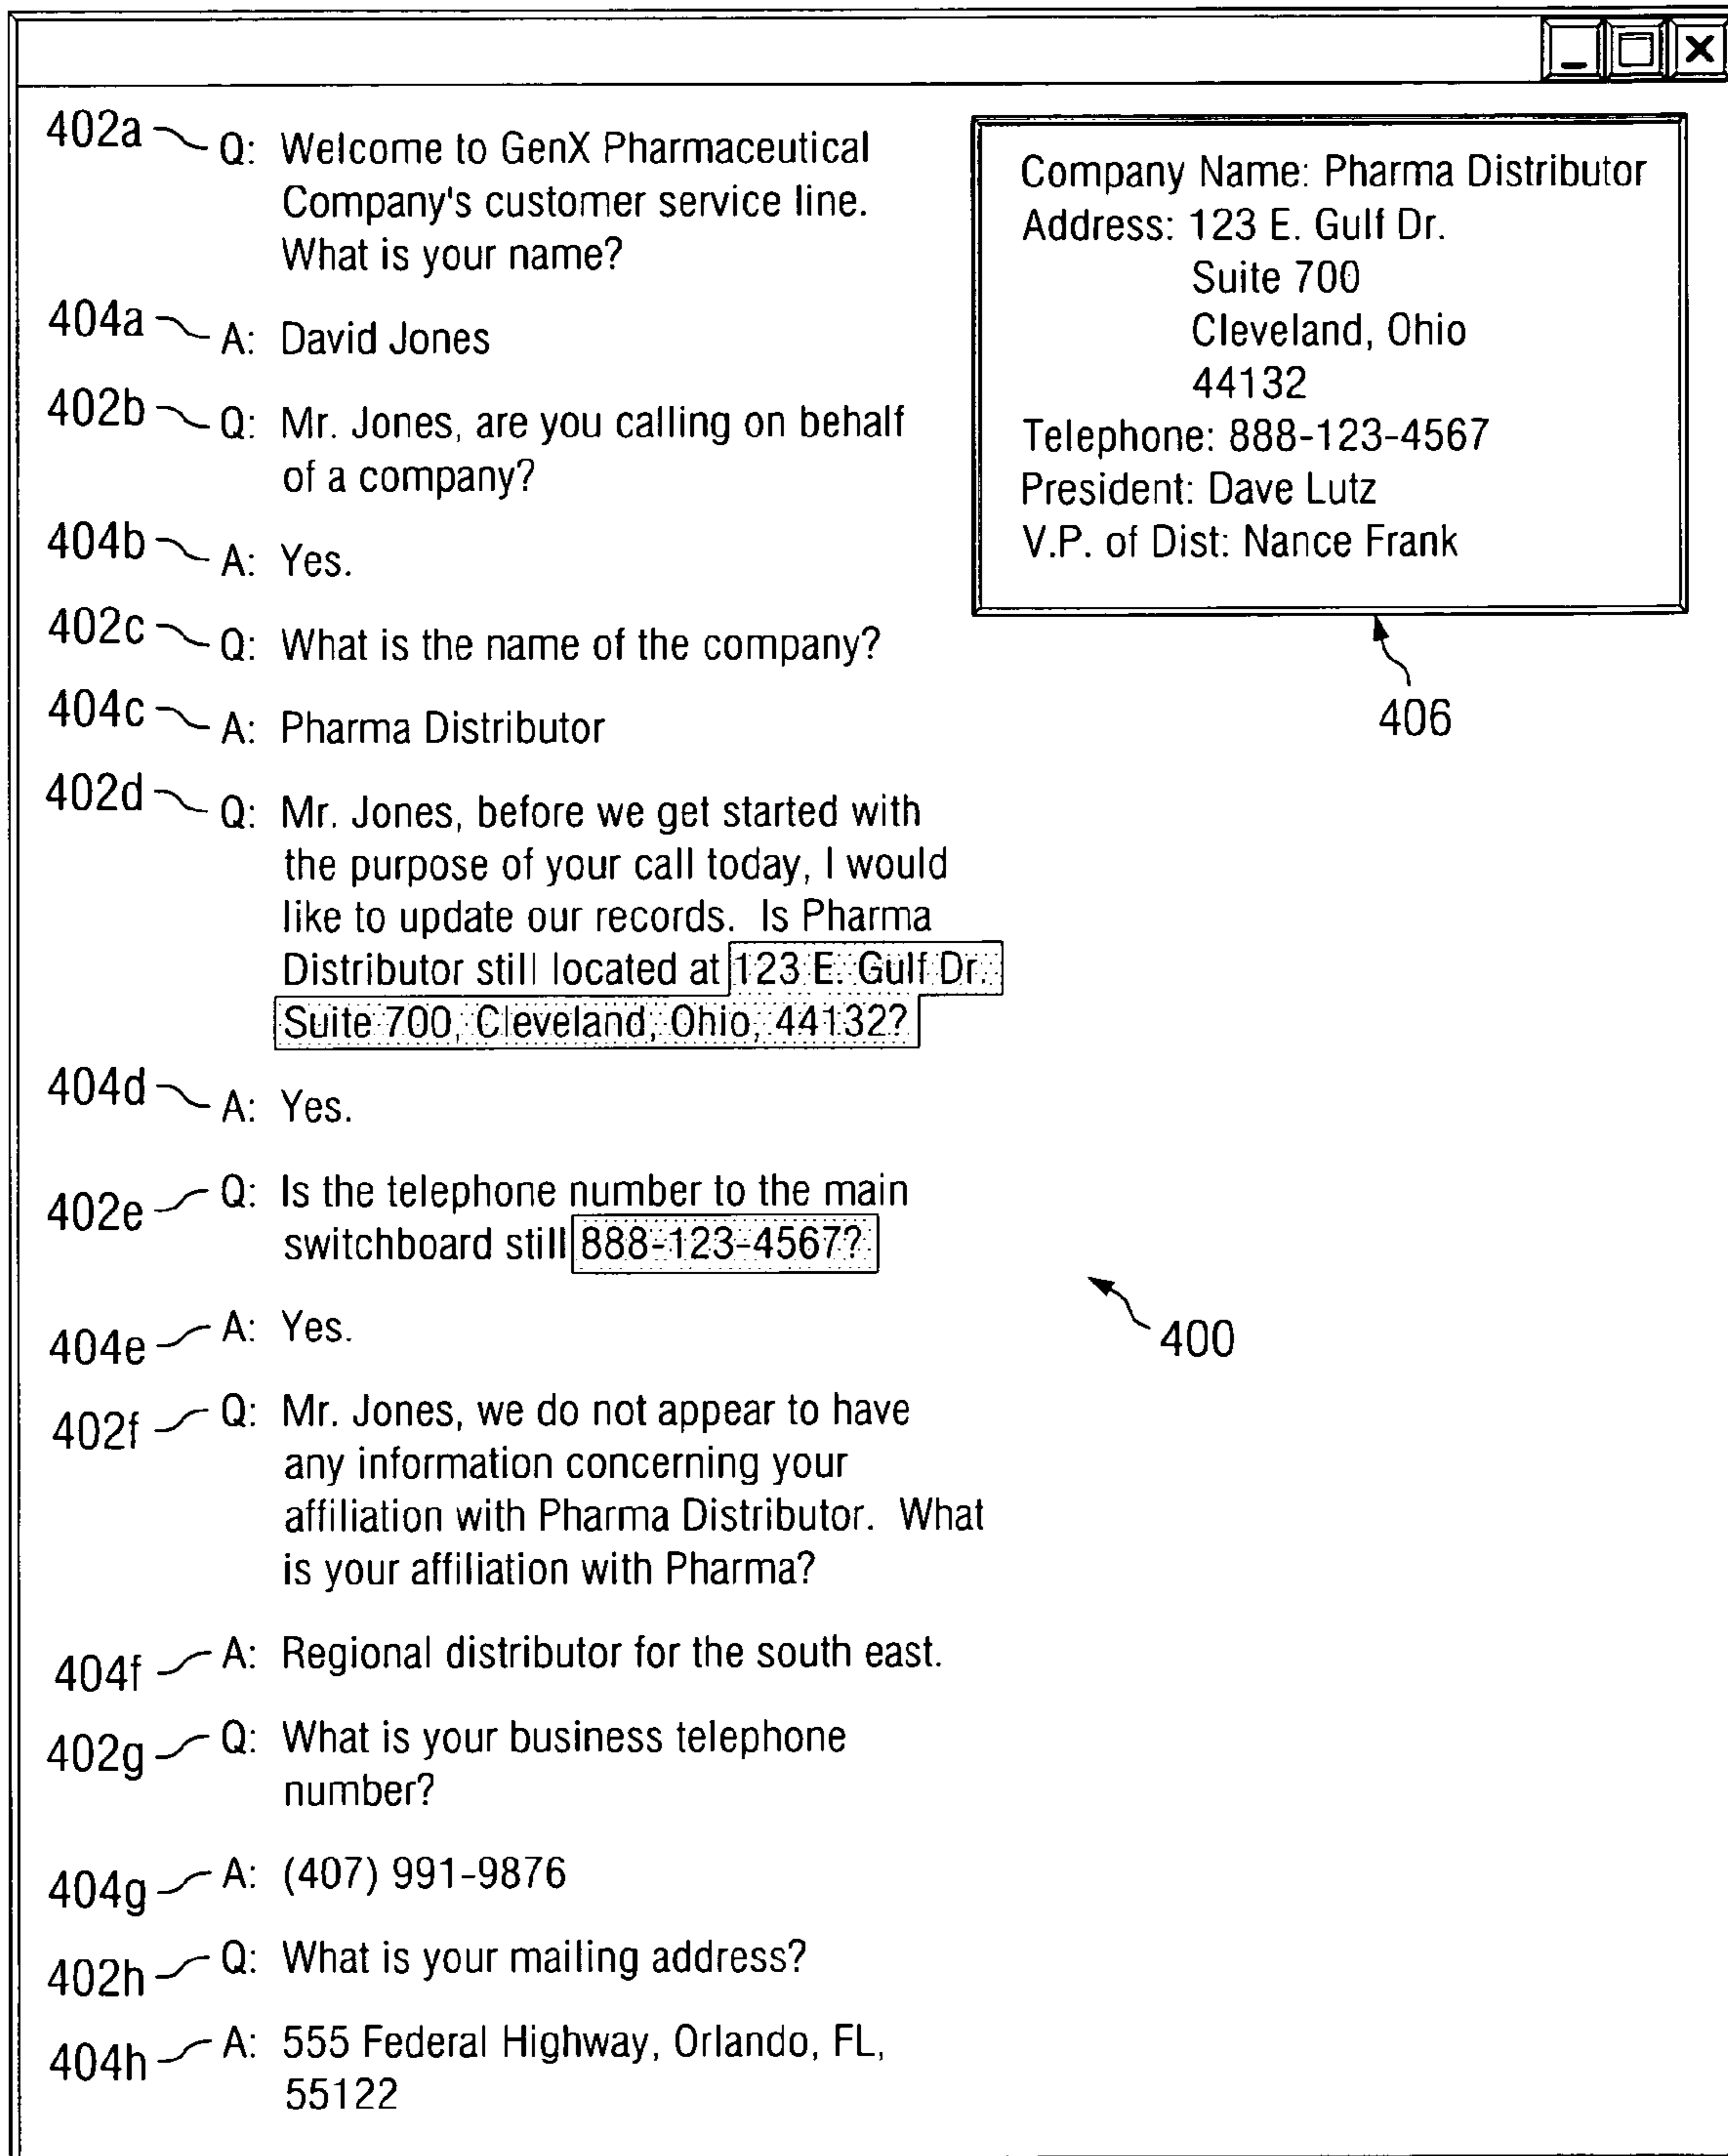 402a Q: Welcome to GenX Pharmaceutical
Company's customer service line.
What is your name?
404a A: David Jones
402b Q: Mr. Jones, are you calling on behalf
of a company?
404b A: Yes.
402c Q: What is the name of the company?
404c A: Pharma Distributor
402d Q: Mr. Jones, before we get started with
the purpose of your call today, I would
like to update our records. Is Pharma
Distributor still located at 123 E. Gulf Dr.
Suite 700, Cleveland, Ohio, 44132?
404d A: Yes.
402e Q: Is the telephone number to the main
switchboard still 888-123-4567?
404e A: Yes.
402f Q: Mr. Jones, we do not appear to have
any information concerning your
affiliation with Pharma Distributor. What
is your affiliation with Pharma?
404f A: Regional distributor for the south east.
402g Q: What is your business telephone
number?
404g A: (407) 991-9876
402h Q: What is your mailing address?
404h A: 555 Federal Highway, Orlando, FL,
55122
Company Name: Pharma Distributor
Address: 123 E. Gulf Dr.
Suite 700
Cleveland, Ohio
44132
Telephone: 888-123-4567
President: Dave Lutz
V.P. of Dist: Nance Frank
406
400